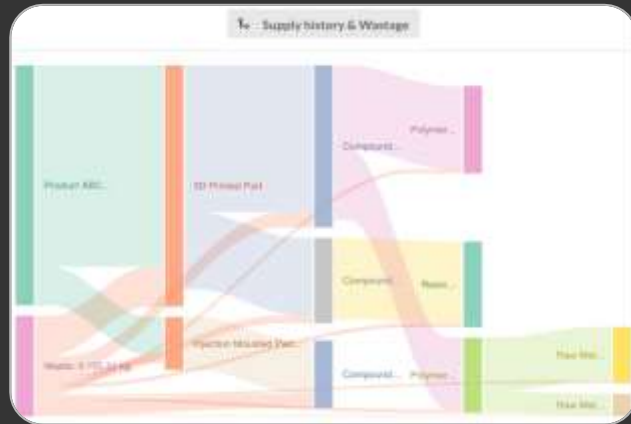 Supply history & Wastage
Product ABC...
3D Printed Part
Compound...
Polymer...
Compound...
Injection Moulded Part...
Compound...
Polymer...
Raw Mat...
Raw Mat...